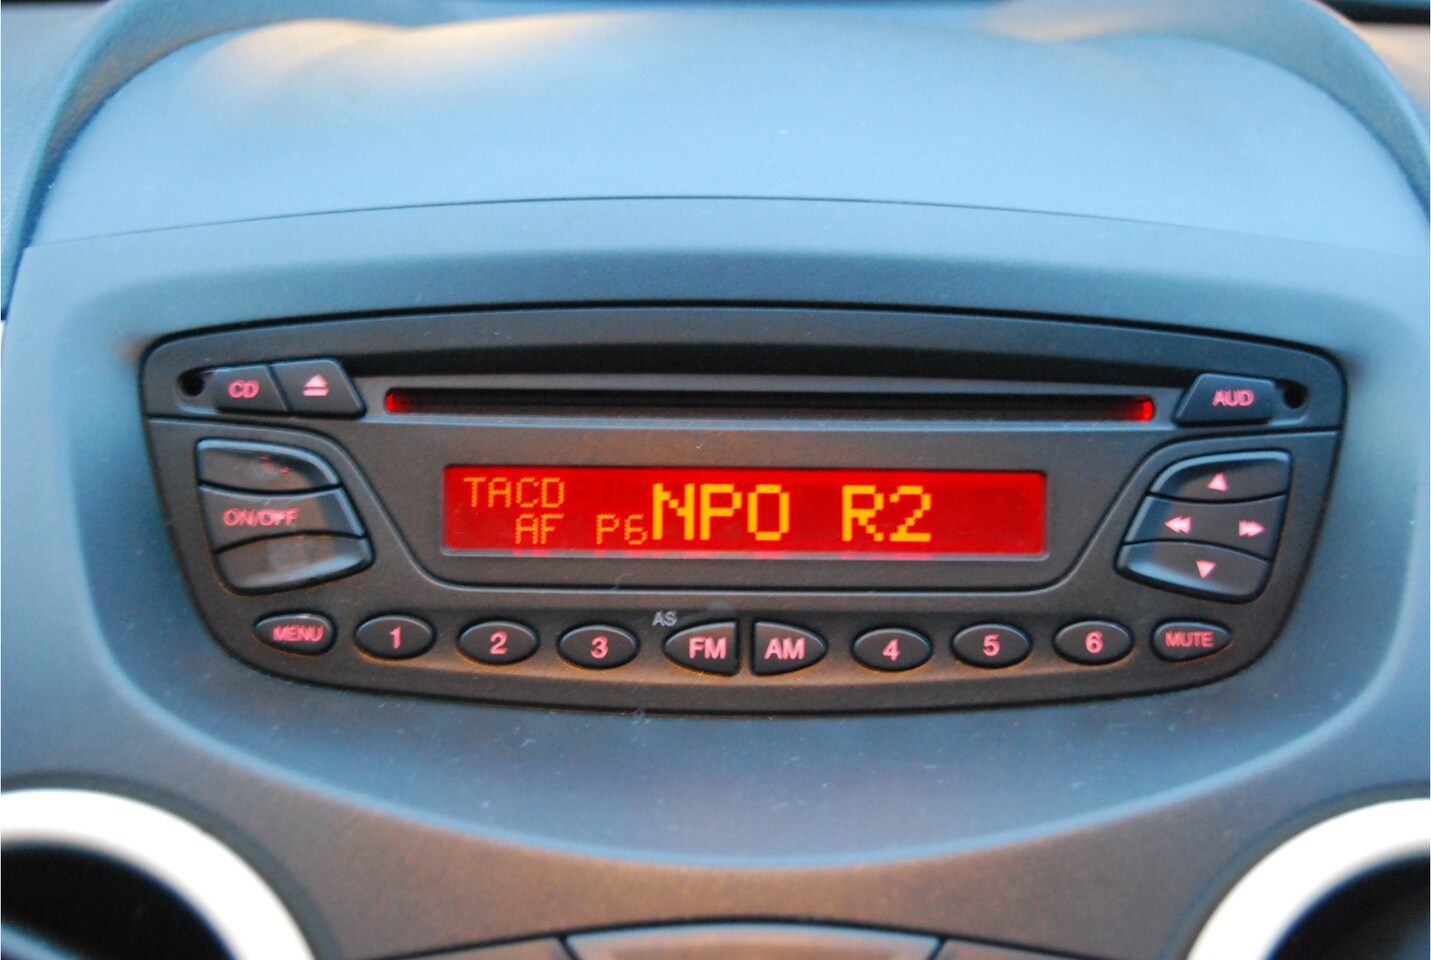 CD
AUD
TACD
AF P6 NPO R2
ON/OFF
AS
MENU 1 2 3 FM AM 4 5 6 MUTE